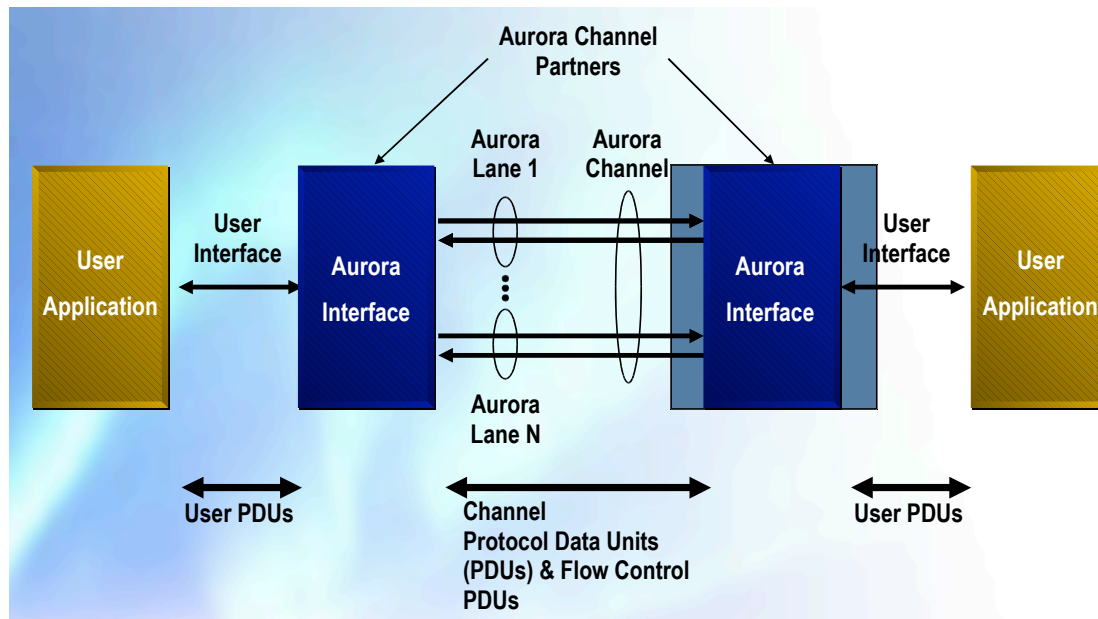 Aurora Channel
Partners
Aurora
Lane 1
Aurora
Channel
User
Application
User
Interface
Aurora
Interface
Aurora
Interface
User
Interface
User
Application
Aurora
Lane N
User PDUs
Channel
Protocol Data Units
(PDUs) & Flow Control
PDUs
User PDUs